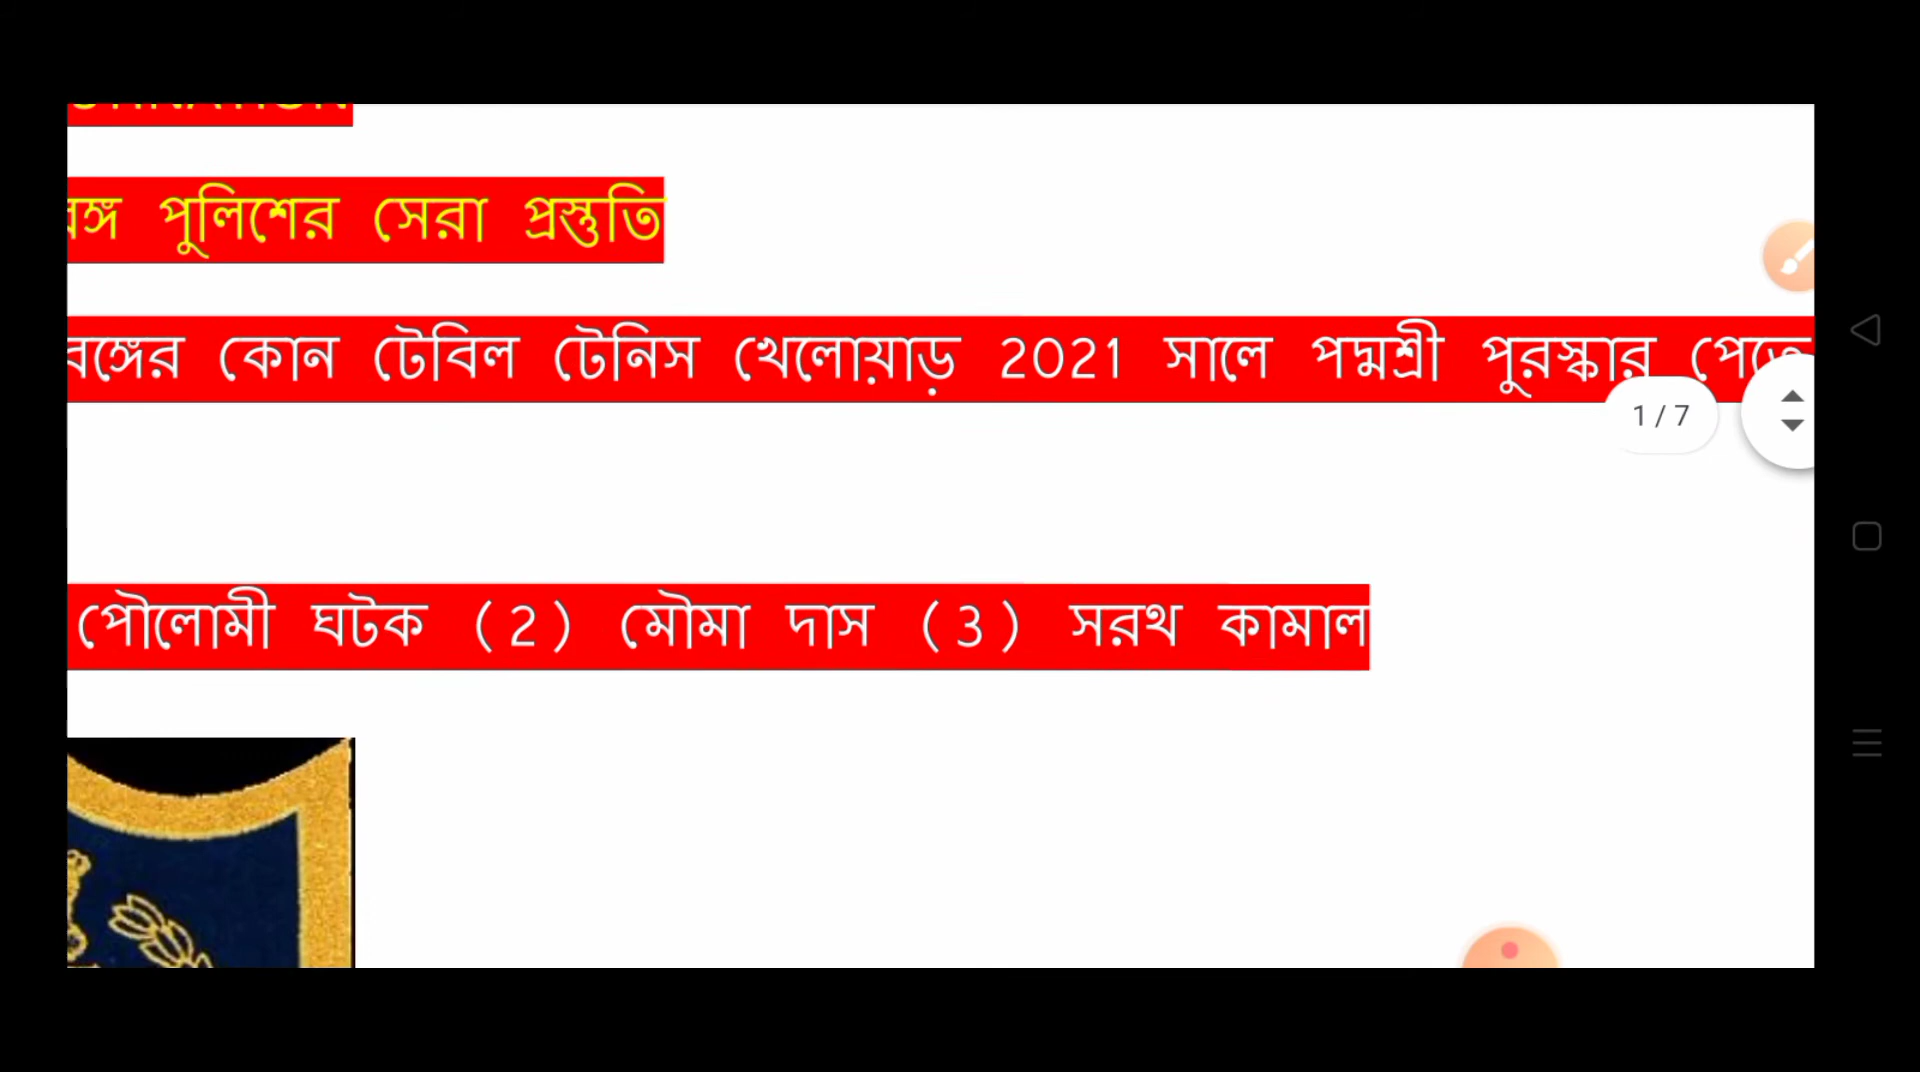 পুলিশের সেরা প্রস্তুতি
বঙ্গের কোন টেবিল টেনিস খেলোয়াড় 2021 সালে পদ্মশ্রী পুরস্কার
1 / 7
পৌলোমী ঘটক (2) মৌমা দাস (3) সরথ কামাল